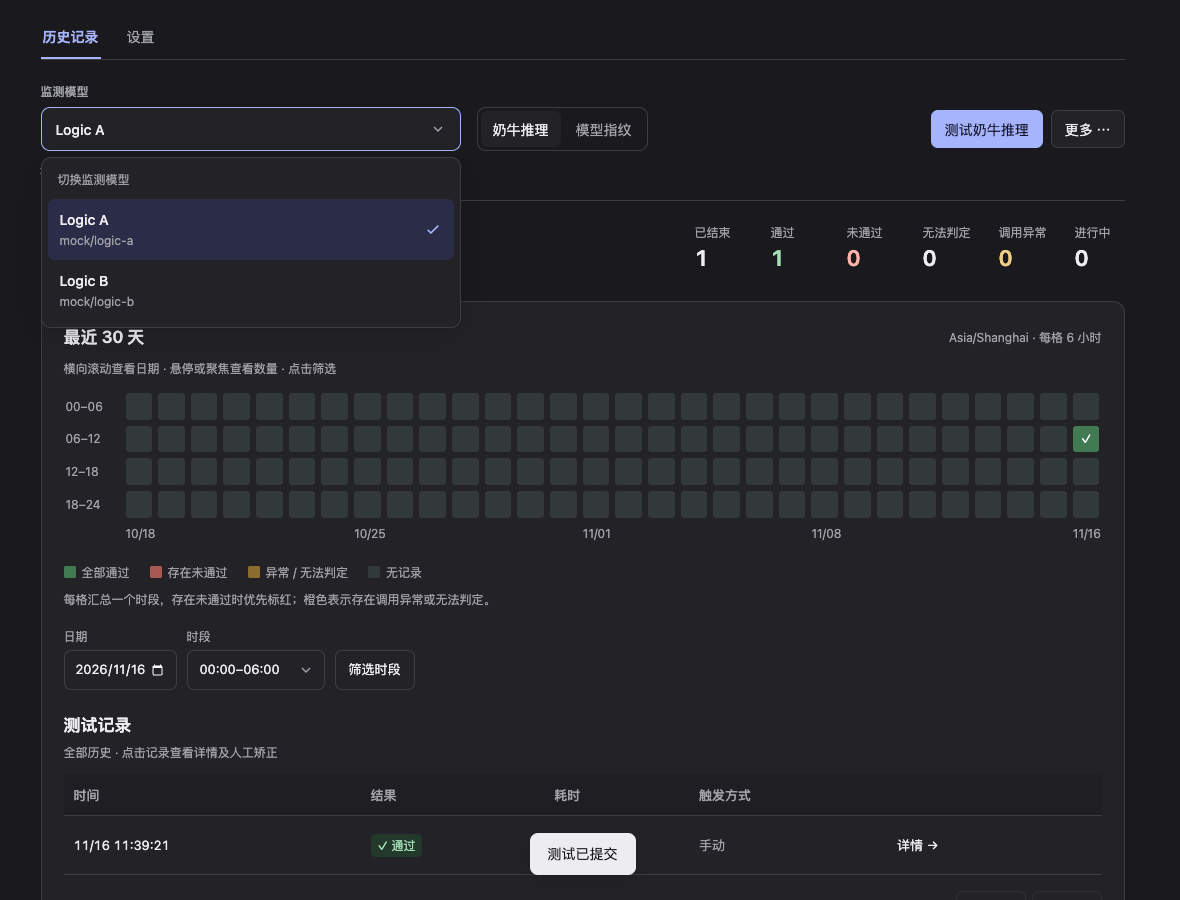 历史记录 设置
监测模型
Logic A
奶牛推理 模型指纹
测试奶牛推理 更多 ···
切换监测模型
Logic A
mock/logic-a
Logic B
mock/logic-b
已结束 通过 未通过 无法判定 调用异常 进行中
1 1 0 0 0 0
最近 30 天
Asia/Shanghai · 每格 6 小时
横向滚动查看日期 · 悬停或聚焦查看数量 · 点击筛选
00–06
06–12
12–18
18–24
10/18 10/25 11/01 11/08 11/16
全部通过 存在未通过 异常 / 无法判定 无记录
每格汇总一个时段，存在未通过时优先标红；橙色表示存在调用异常或无法判定。
日期 时段
2026/11/16 00:00–06:00 筛选时段
测试记录
全部历史 · 点击记录查看详情及人工矫正
时间 结果 耗时 触发方式
11/16 11:39:21 ✓ 通过 手动 详情 →
测试已提交